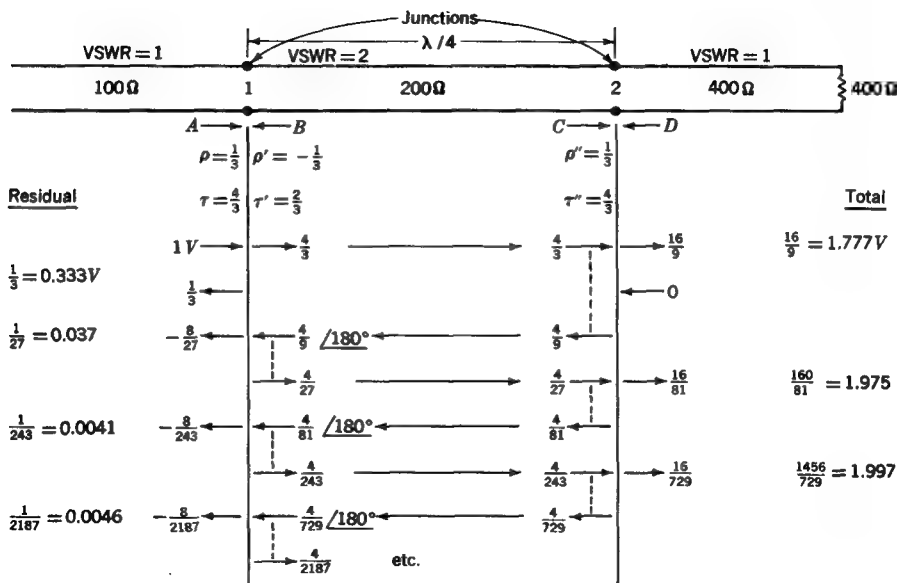 Junctions
λ/4
VSWR = 1 VSWR = 2 VSWR = 1
100Ω 1 200Ω 2 400Ω 400Ω
A B C D
ρ = 1/3 ρ′ = -1/3 ρ″ = 1/3
Residual τ = 4/3 τ′ = 2/3 τ″ = 4/3 Total
1V 4/3 4/3 16/9 16/9 = 1.777V
1/3 = 0.333V 1/3 0
1/27 = 0.037 -8/27 4/9 /180° 4/9
4/27 4/27 16/81 160/81 = 1.975
1/243 = 0.0041 -8/243 4/81 /180° 4/81
4/243 4/243 16/729 1456/729 = 1.997
1/2187 = 0.0046 -8/2187 4/729 /180° 4/729
4/2187 etc.